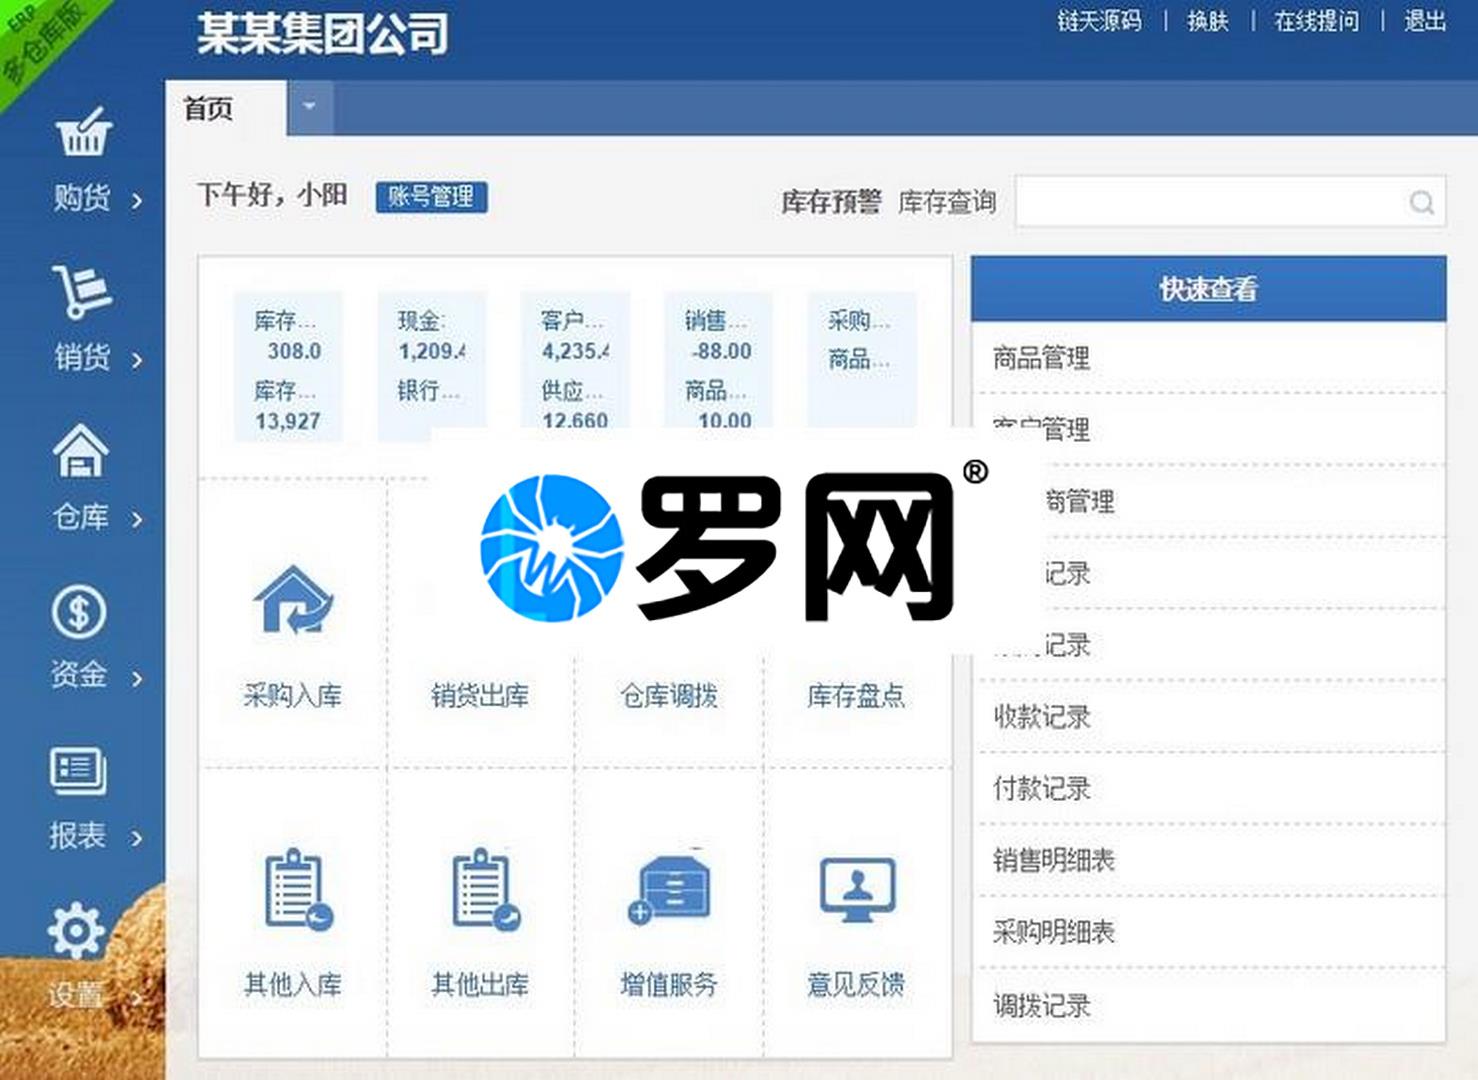 ERP
多仓库版
某某集团公司
链天源码 | 换肤 | 在线提问 | 退出
首页
购货
销货
仓库
资金
报表
设置
下午好，小阳 账号管理
库存预警 库存查询
库存... 现金: 客户... 销售... 采购...
308.0 1,209.4 4,235.4 -88.00
库存... 银行... 供应... 商品... 商品...
13,927 12,660 10.00
罗网®
采购入库 销货出库 仓库调拨 库存盘点
其他入库 其他出库 增值服务 意见反馈
快速查看
商品管理
客户管理
商管理
记录
记录
收款记录
付款记录
销售明细表
采购明细表
调拨记录